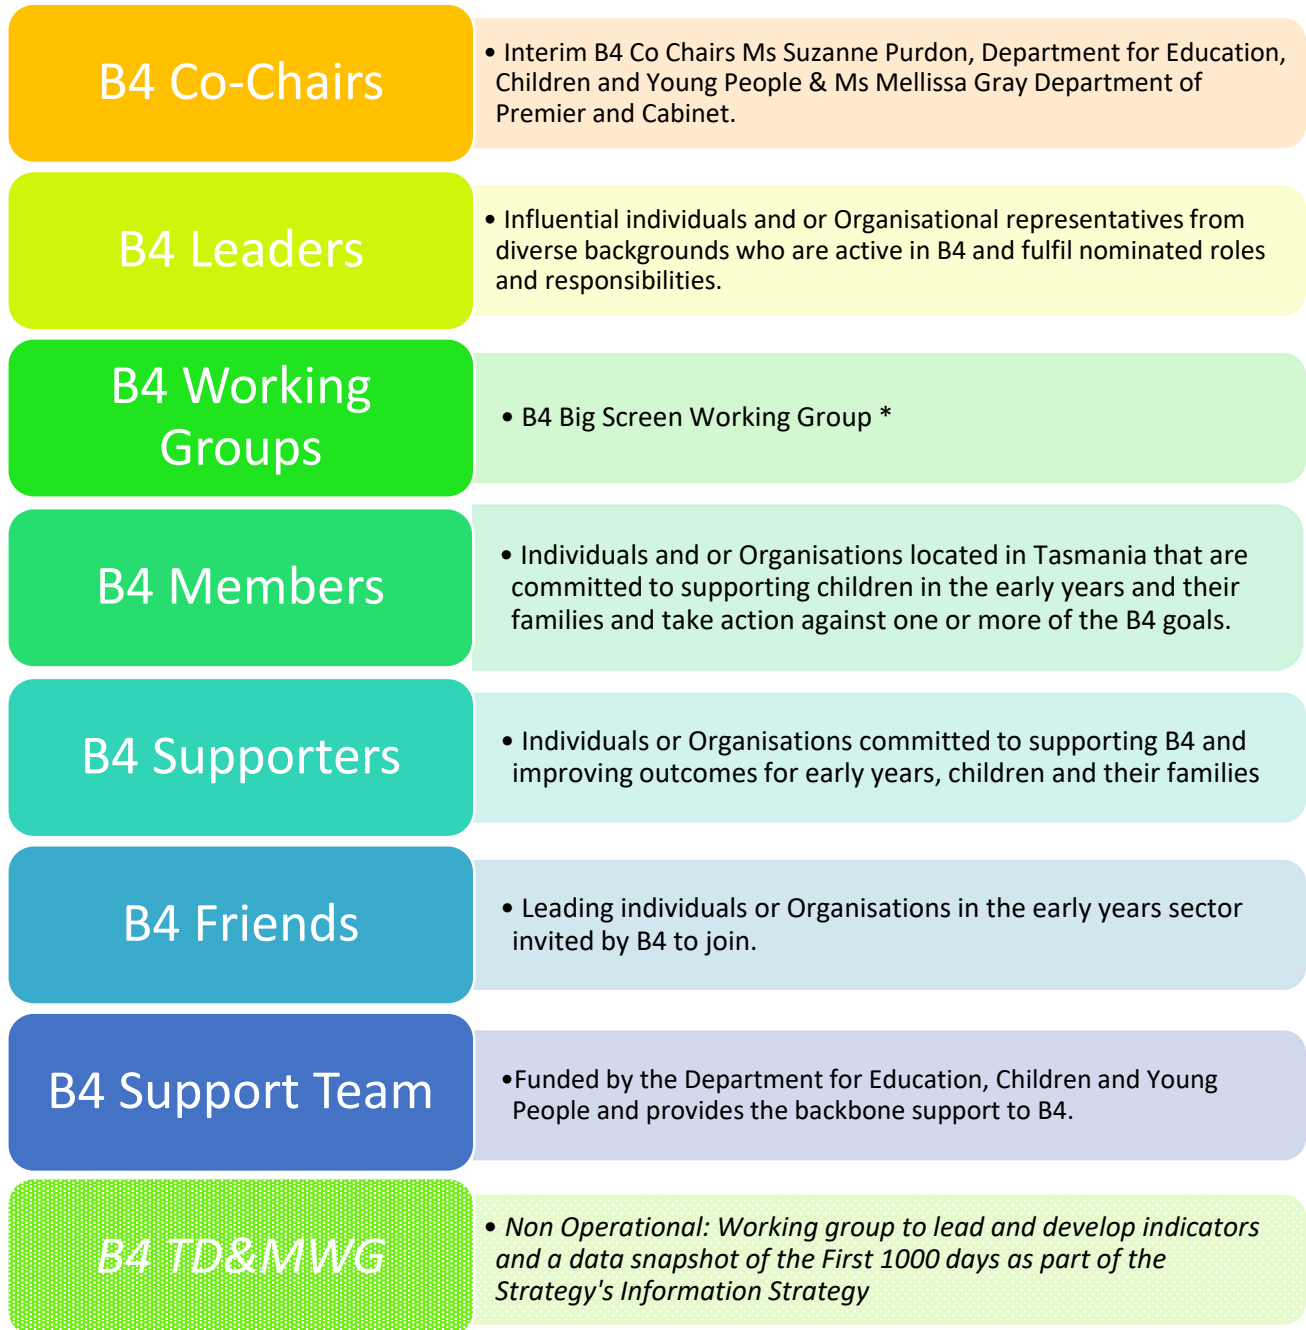 B4 Co-Chairs
• Interim B4 Co Chairs Ms Suzanne Purdon, Department for Education,
Children and Young People & Ms Mellissa Gray Department of
Premier and Cabinet.
B4 Leaders
• Influential individuals and or Organisational representatives from
diverse backgrounds who are active in B4 and fulfil nominated roles
and responsibilities.
B4 Working
Groups
• B4 Big Screen Working Group *
B4 Members
• Individuals and or Organisations located in Tasmania that are
committed to supporting children in the early years and their
families and take action against one or more of the B4 goals.
B4 Supporters
• Individuals or Organisations committed to supporting B4 and
improving outcomes for early years, children and their families
B4 Friends
• Leading individuals or Organisations in the early years sector
invited by B4 to join.
B4 Support Team
•Funded by the Department for Education, Children and Young
People and provides the backbone support to B4.
B4 TD&MWG
• Non Operational: Working group to lead and develop indicators
and a data snapshot of the First 1000 days as part of the
Strategy's Information Strategy